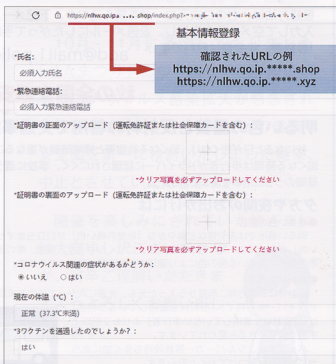 https://nlhw.qo.ip.
shop/index.php?
基本情報登録
確認されたURLの例
https://nlhw.qo.ip.*****.shop
https://nlhw.qo.ip.*****.xyz
*氏名:
必須入力氏名
*緊急連絡電話:
必須入力緊急連絡電話
*証明書の正面のアップロード(運転免許証または社会保障カードを含む):
*クリア写真を必ずアップロードしてください
*証明書の裏面のアップロード(運転免許証または社会保障カードを含む):
*クリア写真を必ずアップロードしてください
*コロナウイルス関連の症状があるかどうか:
いいえ はい
現在の体温 (℃):
正常 (37.3℃未満)
*3ワクチンを通過したのでしょうか?:
はい